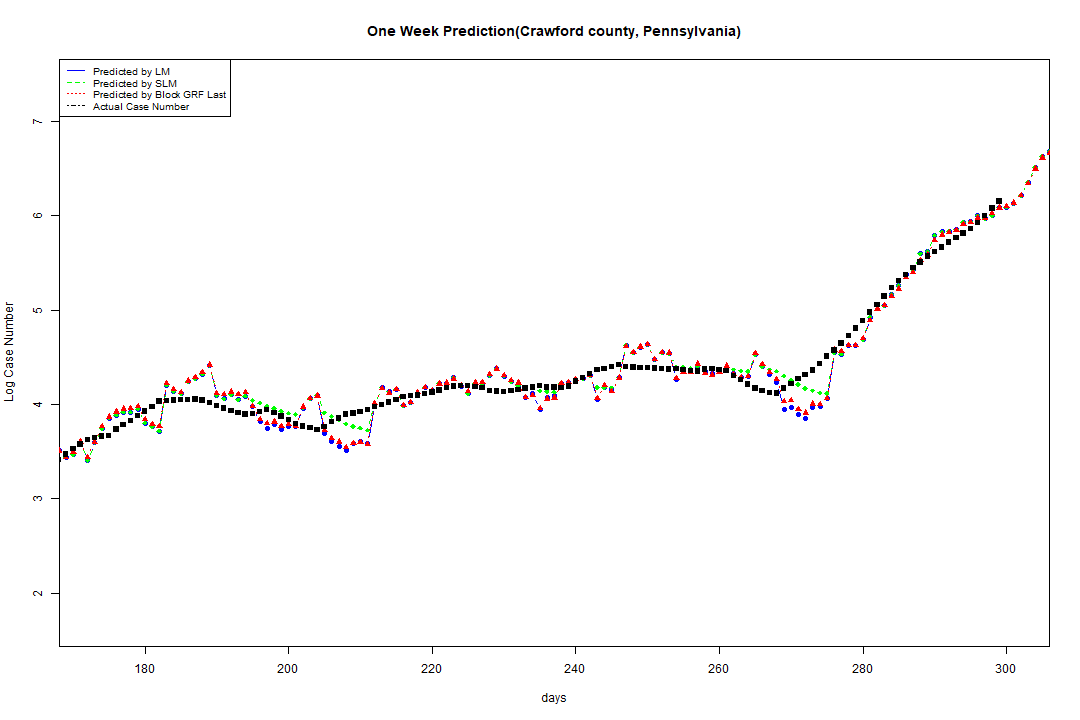 One Week Prediction(Crawford county, Pennsylvania)
Predicted by LM
Predicted by SLM
Predicted by Block GRF Last
Actual Case Number
7
6
5
4
3
2
Log Case Number
180 200 220 240 260 280 300
days